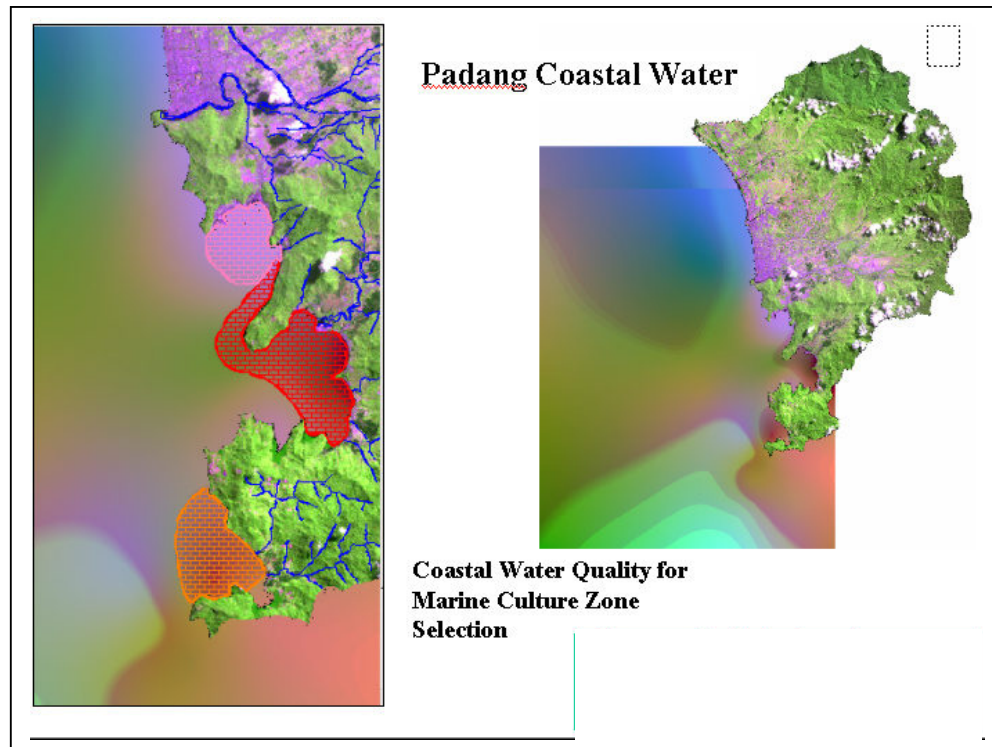 Padang Coastal Water
Coastal Water Quality for
Marine Culture Zone
Selection